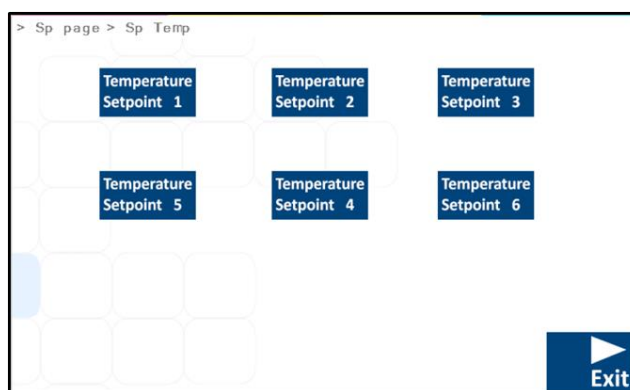 > Sp page > Sp Temp
Temperature
Setpoint 1
Temperature
Setpoint 2
Temperature
Setpoint 3
Temperature
Setpoint 5
Temperature
Setpoint 4
Temperature
Setpoint 6
Exit